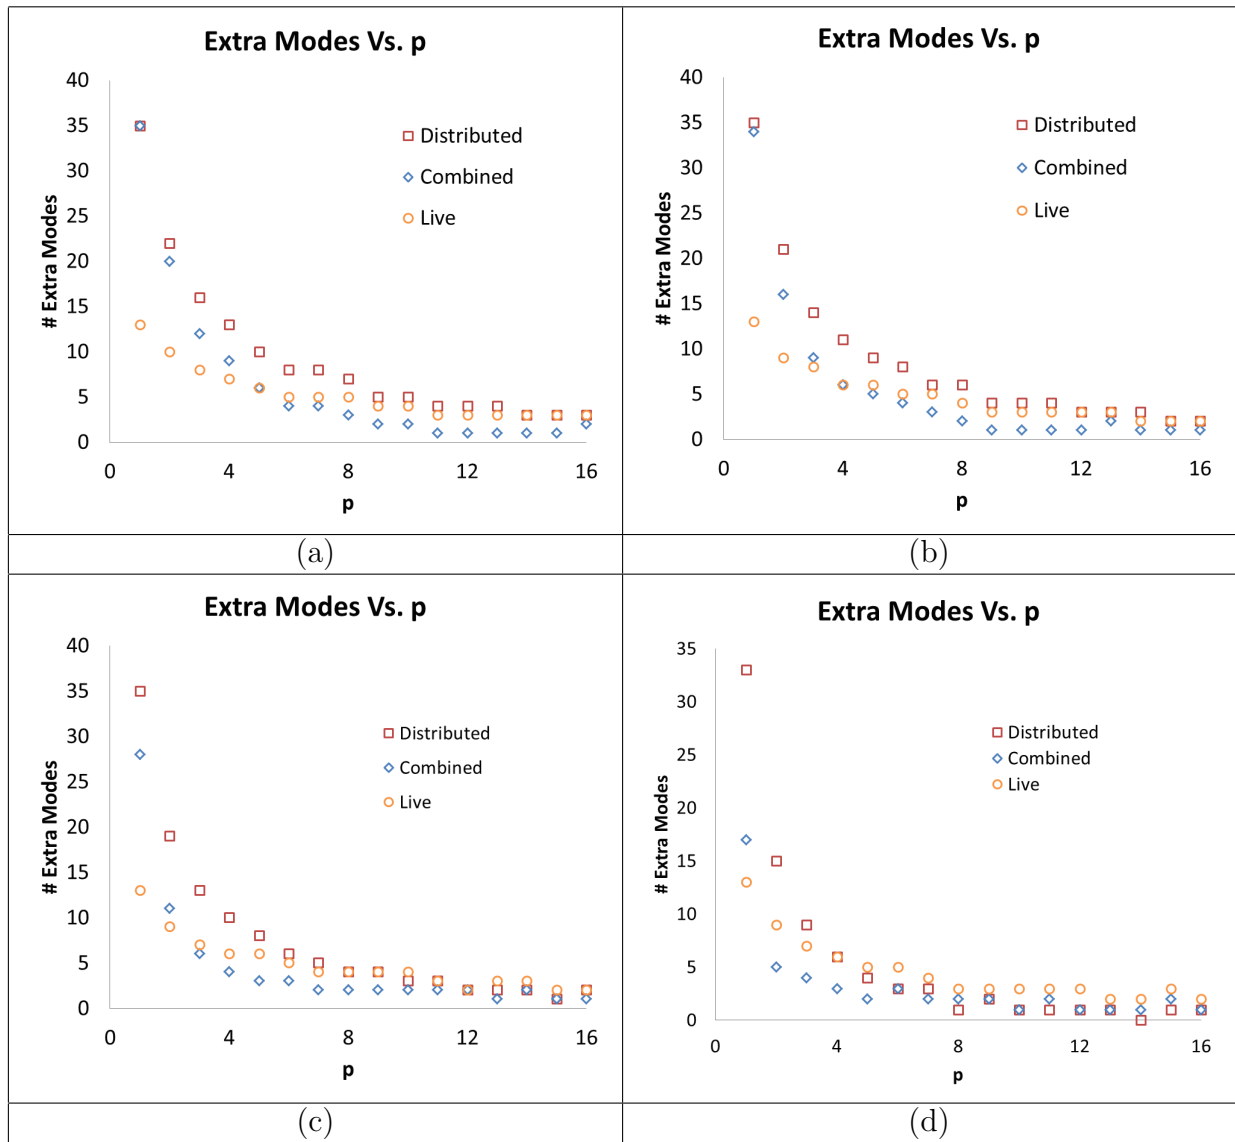 Extra Modes Vs. p
40
35
30
25
20
15
10
5
0
# Extra Modes
Distributed
Combined
Live
0 4 8 12 16
p
(a)
Extra Modes Vs. p
40
35
30
25
20
15
10
5
0
# Extra Modes
Distributed
Combined
Live
0 4 8 12 16
p
(b)
Extra Modes Vs. p
40
35
30
25
20
15
10
5
0
# Extra Modes
Distributed
Combined
Live
0 4 8 12 16
p
(c)
Extra Modes Vs. p
35
30
25
20
15
10
5
0
# Extra Modes
Distributed
Combined
Live
0 4 8 12 16
p
(d)